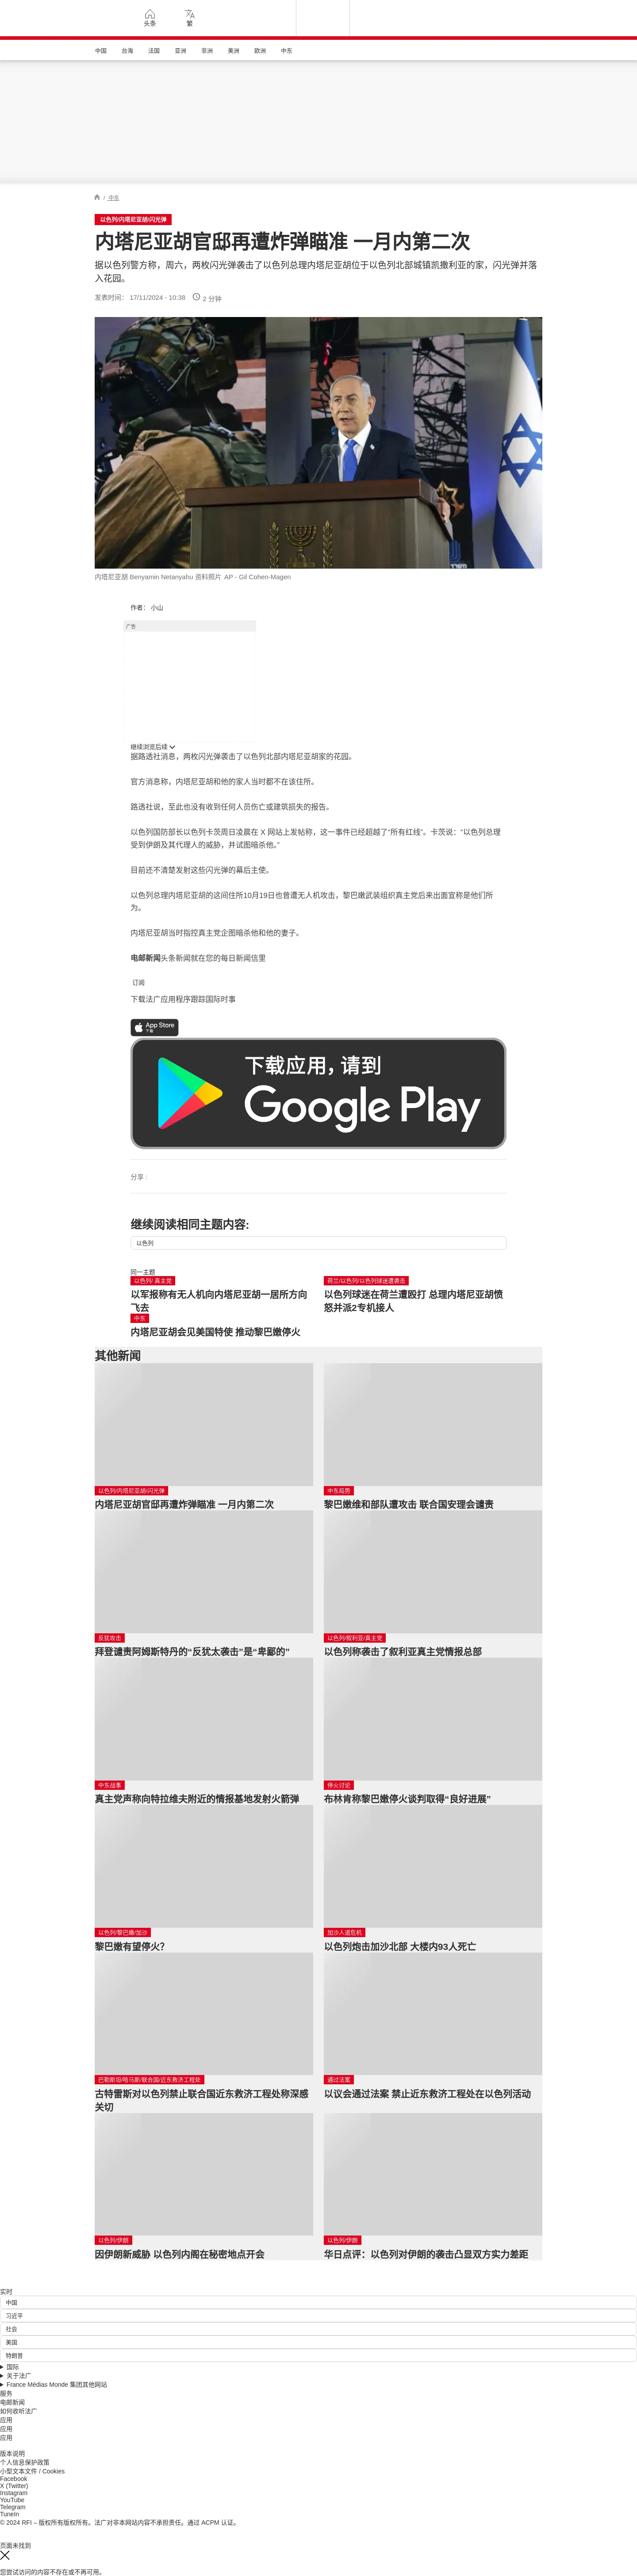 头条
繁
中国 台海 法国 亚洲 非洲 美洲 欧洲 中东
/ 中东
以色列/内塔尼亚胡/闪光弹
内塔尼亚胡官邸再遭炸弹瞄准 一月内第二次
据以色列警方称，周六，两枚闪光弹袭击了以色列总理内塔尼亚胡位于以色列北部城镇凯撒利亚的家，闪光弹并落
入花园。
发表时间： 17/11/2024 - 10:38 2 分钟
内塔尼亚胡 Benyamin Netanyahu 资料照片 AP - Gil Cohen-Magen
作者： 小山
广告
继续浏览后续
据路透社消息，两枚闪光弹袭击了以色列北部内塔尼亚胡家的花园。
官方消息称，内塔尼亚胡和他的家人当时都不在该住所。
路透社说，至此也没有收到任何人员伤亡或建筑损失的报告。
以色列国防部长以色列卡茨周日凌晨在 X 网站上发帖称，这一事件已经超越了“所有红线”。卡茨说：“以色列总理
受到伊朗及其代理人的威胁，并试图暗杀他。”
目前还不清楚发射这些闪光弹的幕后主使。
以色列总理内塔尼亚胡的这间住所10月19日也曾遭无人机攻击，黎巴嫩武装组织真主党后来出面宣称是他们所
为。
内塔尼亚胡当时指控真主党企图暗杀他和他的妻子。
电邮新闻头条新闻就在您的每日新闻信里
订阅
下载法广应用程序跟踪国际时事
App Store
下载
下载应用，请到
Google Play
分享 :
继续阅读相同主题内容:
以色列
同一主题
以色列/ 真主党
以军报称有无人机向内塔尼亚胡一居所方向
飞去
荷兰/以色列/以色列球迷遭袭击
以色列球迷在荷兰遭殴打 总理内塔尼亚胡愤
怒并派2专机接人
中东
内塔尼亚胡会见美国特使 推动黎巴嫩停火
其他新闻
以色列/内塔尼亚胡/闪光弹
内塔尼亚胡官邸再遭炸弹瞄准 一月内第二次
中东局势
黎巴嫩维和部队遭攻击 联合国安理会谴责
反犹攻击
拜登谴责阿姆斯特丹的“反犹太袭击”是“卑鄙的”
以色列/叙利亚/真主党
以色列称袭击了叙利亚真主党情报总部
中东战事
真主党声称向特拉维夫附近的情报基地发射火箭弹
停火讨论
布林肯称黎巴嫩停火谈判取得“良好进展”
以色列/黎巴嫩/加沙
黎巴嫩有望停火？
加沙人道危机
以色列炮击加沙北部 大楼内93人死亡
巴勒斯坦/哈马斯/联合国/近东救济工程处
古特雷斯对以色列禁止联合国近东救济工程处称深感
关切
通过法案
以议会通过法案 禁止近东救济工程处在以色列活动
以色列/伊朗
因伊朗新威胁 以色列内阁在秘密地点开会
以色列/伊朗
华日点评：以色列对伊朗的袭击凸显双方实力差距
实时
中国
习近平
社会
美国
特朗普
国际
关于法广
France Médias Monde 集团其他网站
服务
电邮新闻
如何收听法广
应用
应用
应用
版本说明
个人信息保护政策
小型文本文件 / Cookies
Facebook
X (Twitter)
Instagram
YouTube
Telegram
TuneIn
© 2024 RFI – 版权所有版权所有。法广对非本网站内容不承担责任。通过 ACPM 认证。
页面未找到
您尝试访问的内容不存在或不再可用。